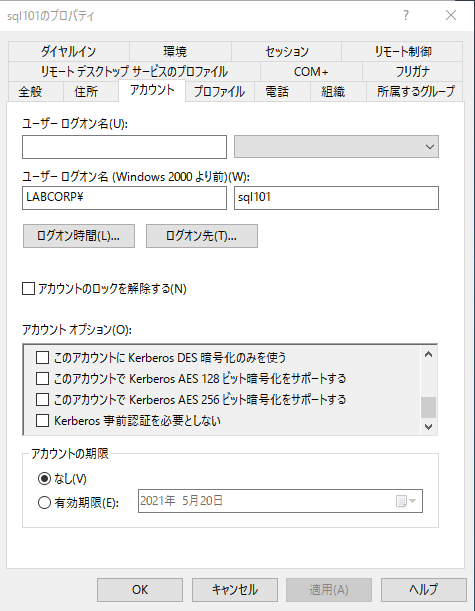 sql101のプロパティ
? ×
ダイヤルイン 環境 セッション リモート制御
リモート デスクトップ サービスのプロファイル COM+ フリガナ
全般 住所 アカウント プロファイル 電話 組織 所属するグループ
ユーザー ログオン名(U):
ユーザー ログオン名 (Windows 2000 より前)(W):
LABCORP¥ sql101
ログオン時間(L)... ログオン先(T)...
アカウントのロックを解除する(N)
アカウント オプション(O):
このアカウントに Kerberos DES 暗号化のみを使う
このアカウントで Kerberos AES 128 ビット暗号化をサポートする
このアカウントで Kerberos AES 256 ビット暗号化をサポートする
Kerberos 事前認証を必要としない
アカウントの期限
なし(V)
有効期限(E): 2021年 5月20日
OK キャンセル 適用(A) ヘルプ